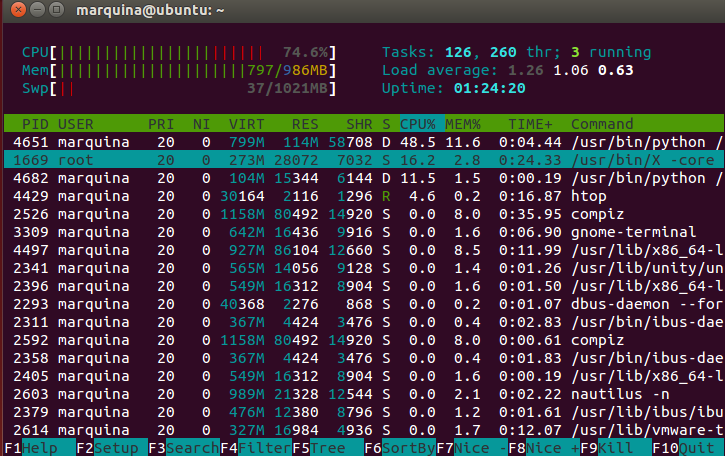 marquina@ubuntu: ~
CPU[||||||||||||||||||||||| 74.6%] Tasks: 126, 260 thr; 3 running
Mem[|||||||||||||||||||||797/986MB] Load average: 1.26 1.06 0.63
Swp[|| 37/1021MB] Uptime: 01:24:20
PID USER PRI NI VIRT RES SHR S CPU% MEM% TIME+ Command
4651 marquina 20 0 799M 114M 58708 D 48.5 11.6 0:04.44 /usr/bin/python /
1669 root 20 0 273M 28072 7032 S 16.2 2.8 0:24.33 /usr/bin/X -core
4682 marquina 20 0 104M 15344 6144 D 11.5 1.5 0:00.19 /usr/bin/python /
4429 marquina 20 0 30164 2116 1296 R 4.6 0.2 0:16.87 htop
2526 marquina 20 0 1158M 80492 14920 S 0.0 8.0 0:35.95 compiz
3309 marquina 20 0 642M 16436 9916 S 0.0 1.6 0:06.90 gnome-terminal
4497 marquina 20 0 927M 86104 12660 S 0.0 8.5 0:11.99 /usr/lib/x86_64-l
2341 marquina 20 0 565M 14056 9128 S 0.0 1.4 0:01.26 /usr/lib/unity/un
2396 marquina 20 0 549M 16312 8904 S 0.0 1.6 0:01.50 /usr/lib/x86_64-l
2293 marquina 20 0 40368 2276 868 S 0.0 0.2 0:01.07 dbus-daemon --for
2311 marquina 20 0 367M 4424 3476 S 0.0 0.4 0:02.83 /usr/bin/ibus-dae
2592 marquina 20 0 1158M 80492 14920 S 0.0 8.0 0:00.61 compiz
2358 marquina 20 0 367M 4424 3476 S 0.0 0.4 0:01.83 /usr/bin/ibus-dae
2405 marquina 20 0 549M 16312 8904 S 0.0 1.6 0:00.19 /usr/lib/x86_64-l
2603 marquina 20 0 989M 21328 12544 S 0.0 2.1 0:02.22 nautilus -n
2379 marquina 20 0 476M 12380 8796 S 0.0 1.2 0:01.61 /usr/lib/ibus/ibu
2614 marquina 20 0 327M 16984 4936 S 0.0 1.7 0:12.07 /usr/lib/vmware-t
F1Help F2Setup F3SearchF4FilterF5Tree F6SortByF7Nice -F8Nice +F9Kill F10Quit